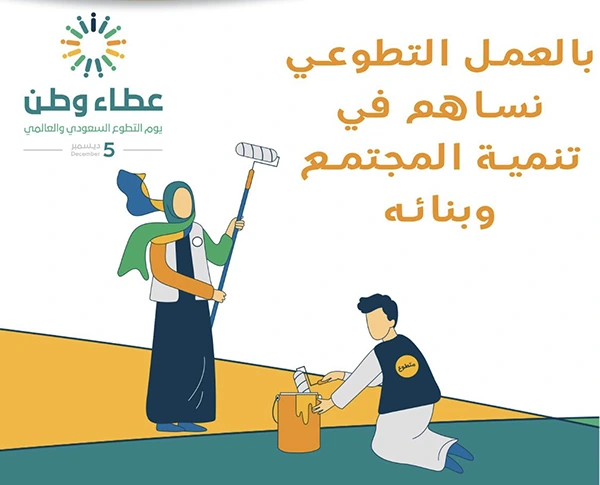 بالعمل التطوعي
نساهم في
تنمية المجتمع
وبنائه
عطاء وطن
يوم التطوع السعودي والعالمي
5 ديسمبر
December
متطوع